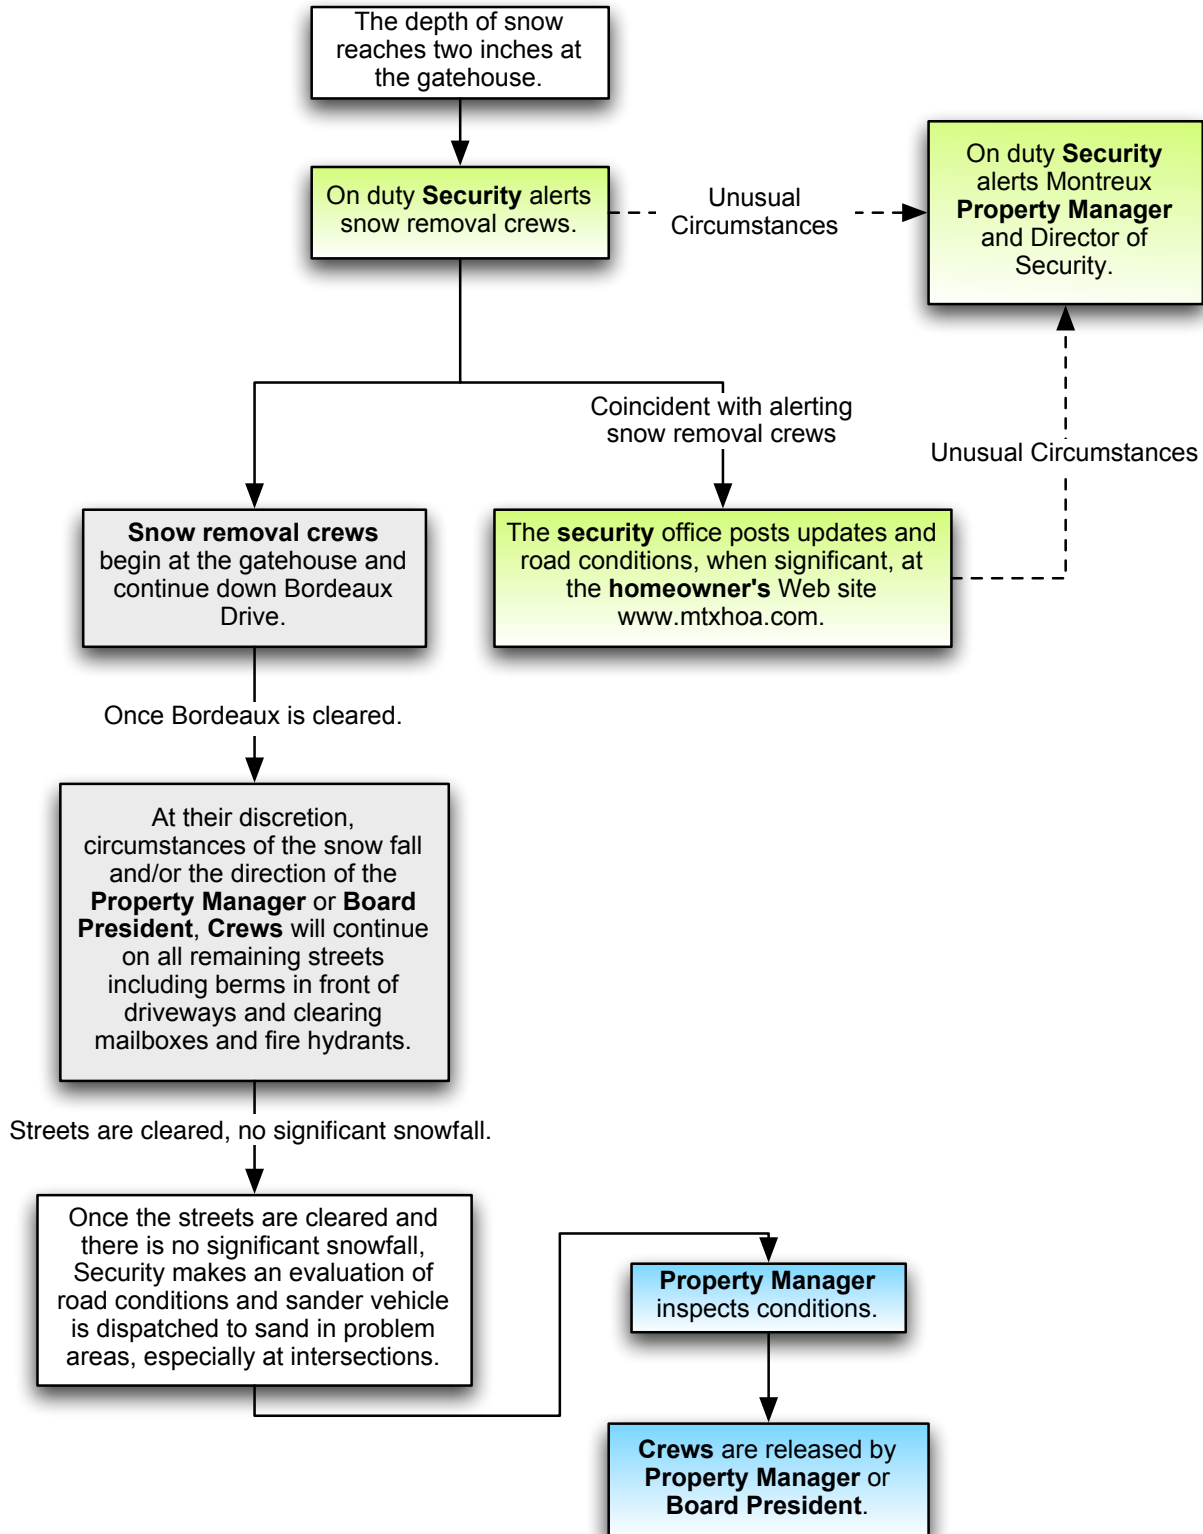 The depth of snow
reaches two inches at
the gatehouse.
On duty Security alerts
snow removal crews.
Unusual
Circumstances
On duty Security
alerts Montreux
Property Manager
and Director of
Security.
Coincident with alerting
snow removal crews
Unusual Circumstances
Snow removal crews
begin at the gatehouse and
continue down Bordeaux
Drive.
The security office posts updates and
road conditions, when significant, at
the homeowner's Web site
www.mtxhoa.com.
Once Bordeaux is cleared.
At their discretion,
circumstances of the snow fall
and/or the direction of the
Property Manager or Board
President, Crews will continue
on all remaining streets
including berms in front of
driveways and clearing
mailboxes and fire hydrants.
Streets are cleared, no significant snowfall.
Once the streets are cleared and
there is no significant snowfall,
Security makes an evaluation of
road conditions and sander vehicle
is dispatched to sand in problem
areas, especially at intersections.
Property Manager
inspects conditions.
Crews are released by
Property Manager or
Board President.